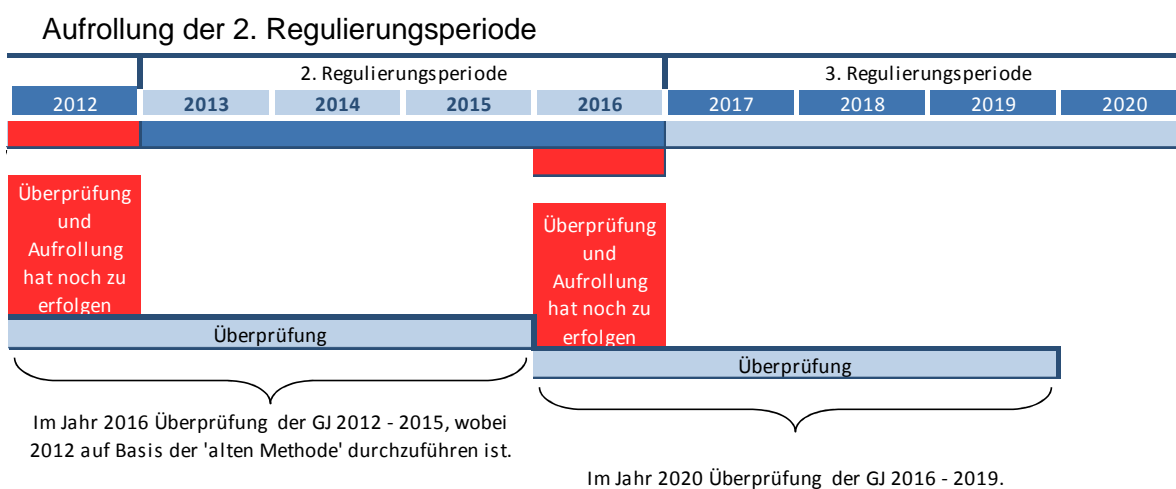 Aufrollung der 2. Regulierungsperiode
2. Regulierungsperiode 3. Regulierungsperiode
2012 2013 2014 2015 2016 2017 2018 2019 2020
Überprüfung
und
Aufrollung
hat noch zu
erfolgen
Überprüfung
und
Aufrollung
hat noch zu
erfolgen
Überprüfung
Überprüfung
Im Jahr 2016 Überprüfung der GJ 2012 - 2015, wobei
2012 auf Basis der 'alten Methode' durchzuführen ist.
Im Jahr 2020 Überprüfung der GJ 2016 - 2019.